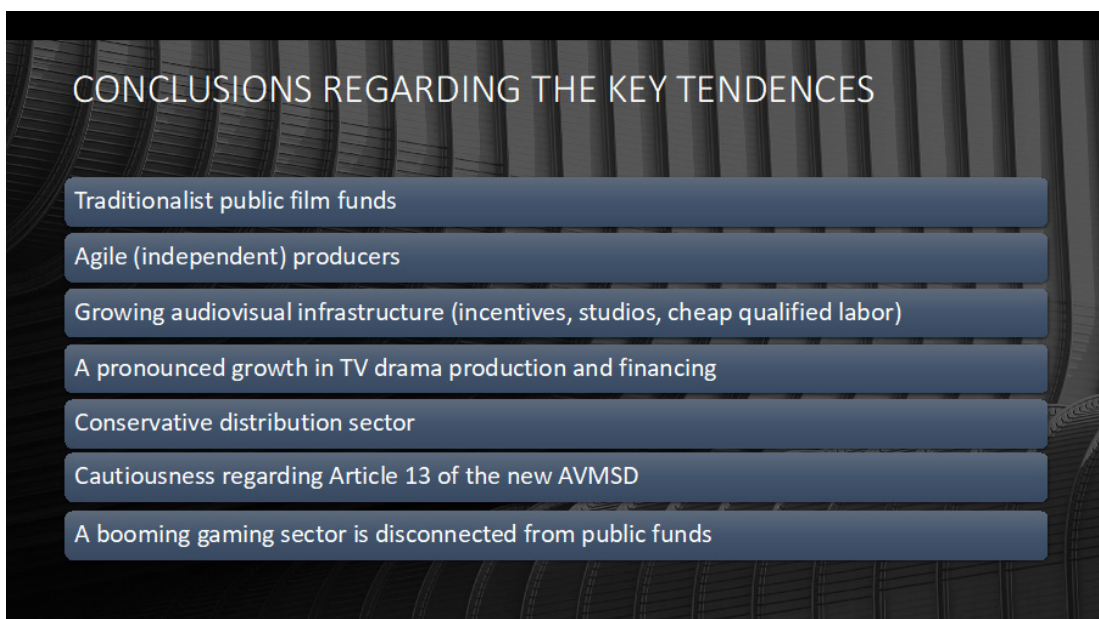 CONCLUSIONS REGARDING THE KEY TENDENCES
Traditionalist public film funds
Agile (independent) producers
Growing audiovisual infrastructure (incentives, studios, cheap qualified labor)
A pronounced growth in TV drama production and financing
Conservative distribution sector
Cautiousness regarding Article 13 of the new AVMSD
A booming gaming sector is disconnected from public funds